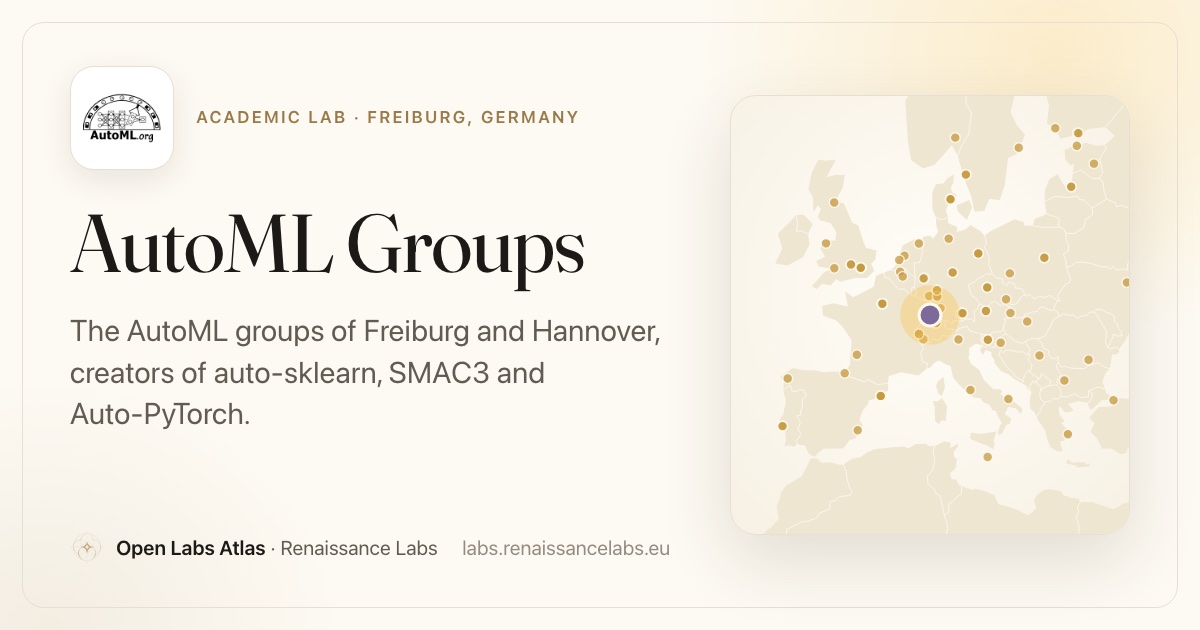 AutoML.org
ACADEMIC LAB · FREIBURG, GERMANY
AutoML Groups
The AutoML groups of Freiburg and Hannover,
creators of auto-sklearn, SMAC3 and
Auto-PyTorch.
Open Labs Atlas · Renaissance Labs labs.renaissancelabs.eu